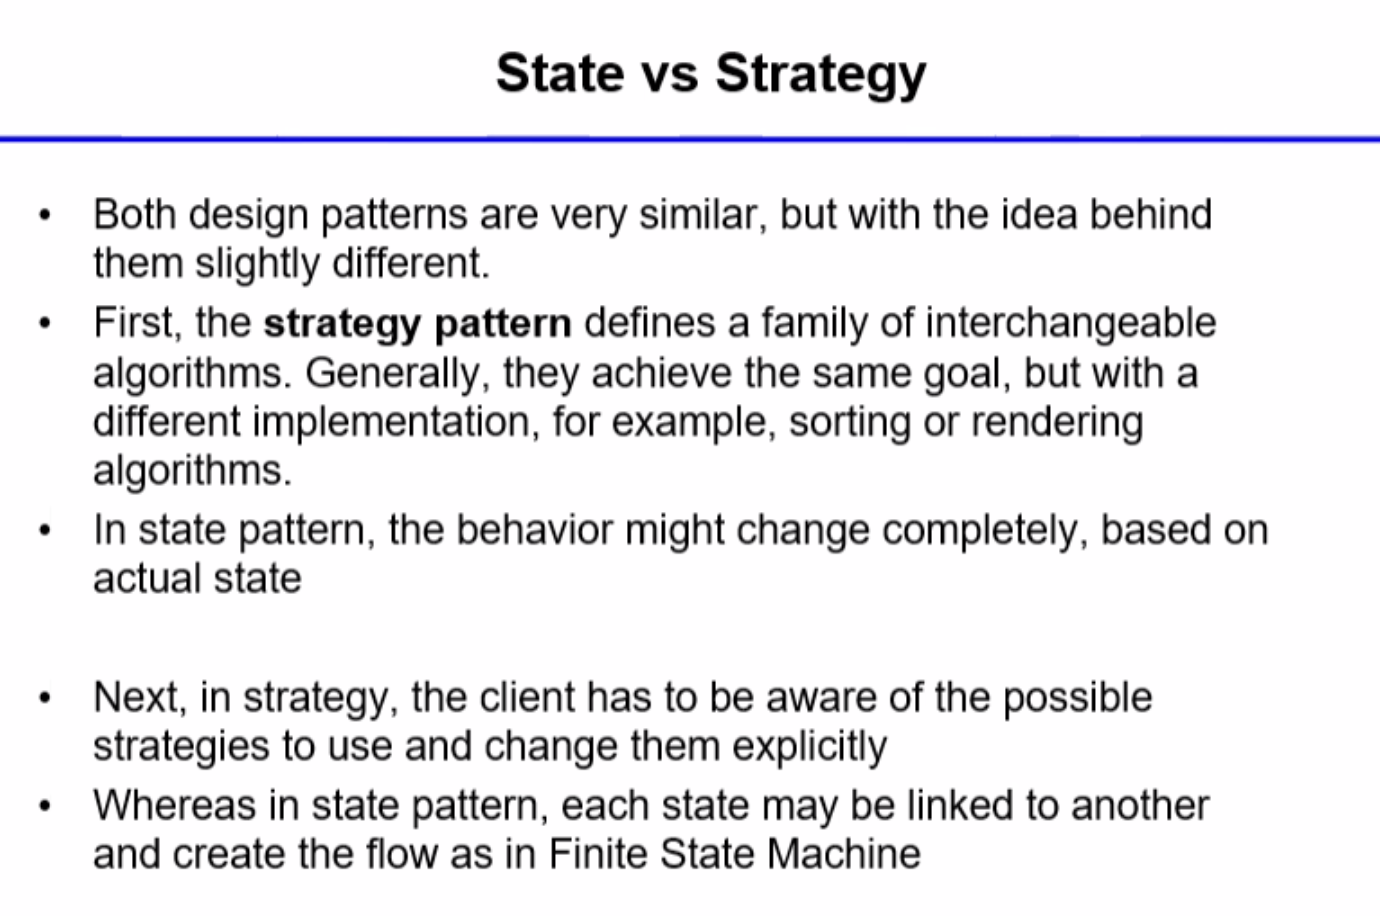 State vs Strategy
• Both design patterns are very similar, but with the idea behind
them slightly different.
• First, the strategy pattern defines a family of interchangeable
algorithms. Generally, they achieve the same goal, but with a
different implementation, for example, sorting or rendering
algorithms.
• In state pattern, the behavior might change completely, based on
actual state
• Next, in strategy, the client has to be aware of the possible
strategies to use and change them explicitly
• Whereas in state pattern, each state may be linked to another
and create the flow as in Finite State Machine